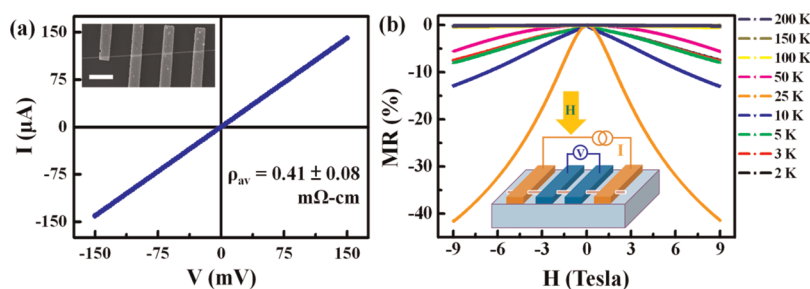 (a)
150
75
0
-75
-150
I (μA)
ρav = 0.41 ± 0.08
mΩ-cm
-150
-75
0
75
150
V (mV)
(b)
0
-10
-20
-30
-40
MR (%)
H
I
V
-9
-6
-3
0
3
6
9
H (Tesla)
200 K
150 K
100 K
50 K
25 K
10 K
5 K
3 K
2 K